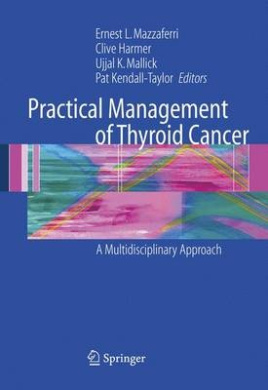 Ernest L. Mazzaferri
Clive Harmer
Ujjal K. Mallick
Pat Kendall-Taylor Editors
Practical Management
of Thyroid Cancer
A Multidisciplinary Approach
Springer